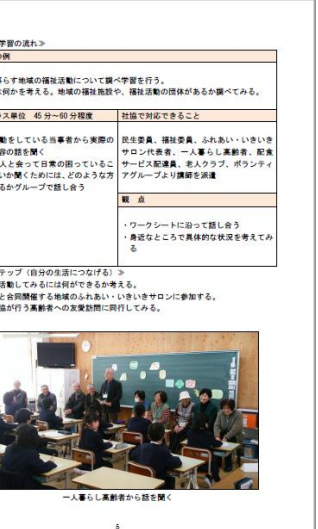 学習の流れ≫
の例
らす地域の福祉活動について調べ学習を行う。
は何かを考える。地域の福祉施設や、福祉活動の団体があるか調べてみる。
ラス単位 45分～60分程度
社協で対応できること
動をしている当事者から実際の
容の話を聞く
人と会って日常の困っているこ
いか聞くためには、どのような方
るかグループで話し合う
民生委員、福祉委員、ふれあい・いきいき
サロン代表者、一人暮らし高齢者、配食
サービス配達員、老人クラブ、ボランティ
アグループより講師を派遣
観 点
・ワークシートに沿って話し合う
・身近なところで具体的な状況を考えてみ
る
テップ（自分の生活につなげる）≫
活動してみるには何ができるか考える。
と合同開催する地域のふれあい・いきいきサロンに参加する。
協が行う高齢者への友愛訪問に同行してみる。
一人暮らし高齢者から話を聞く
5